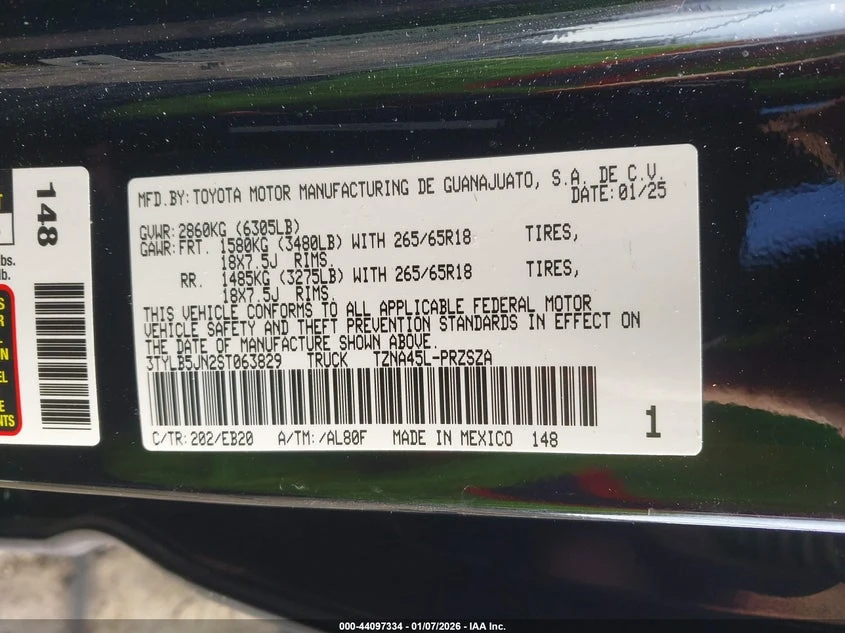 148
lbs.
lb.
MFD.BY:TOYOTA MOTOR MANUFACTURING DE GUANAJUATO, S.A. DE C.V.
DATE:01/25
GVWR:2860KG (6305LB)
GAWR:FRT. 1580KG (3480LB) WITH 265/65R18 TIRES,
18X7.5J RIMS.
RR. 1485KG (3275LB) WITH 265/65R18 TIRES,
18X7.5J RIMS.
THIS VEHICLE CONFORMS TO ALL APPLICABLE FEDERAL MOTOR
VEHICLE SAFETY AND THEFT PREVENTION STANDARDS IN EFFECT ON
THE DATE OF MANUFACTURE SHOWN ABOVE.
3TYLB5JN2ST063829 TRUCK TZNA45L-PRZSZA
1
C/TR:202/EB20 A/TM:/AL80F MADE IN MEXICO 148
000-44097334 - 01/07/2026 - IAA Inc.